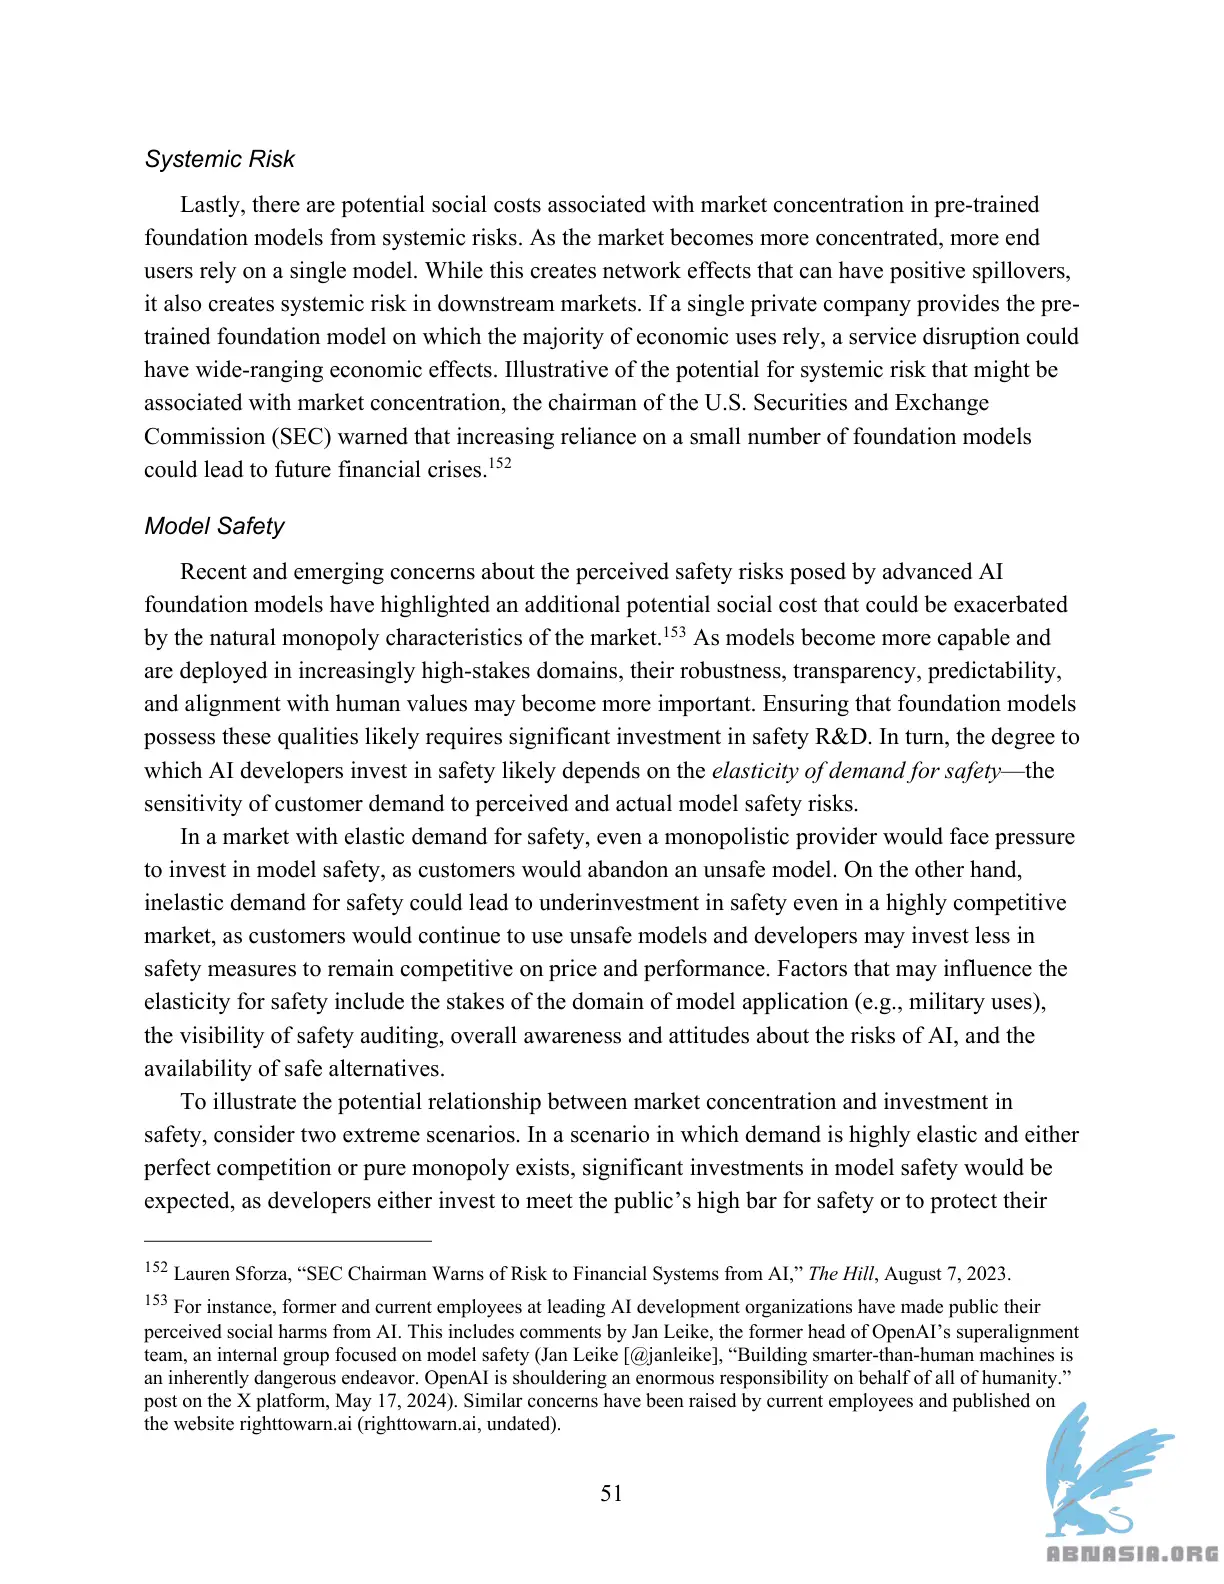 Systemic Risk
Lastly, there are potential social costs associated with market concentration in pre-trained
foundation models from systemic risks. As the market becomes more concentrated, more end
users rely on a single model. While this creates network effects that can have positive spillovers,
it also creates systemic risk in downstream markets. If a single private company provides the pre-
trained foundation model on which the majority of economic uses rely, a service disruption could
have wide-ranging economic effects. Illustrative of the potential for systemic risk that might be
associated with market concentration, the chairman of the U.S. Securities and Exchange
Commission (SEC) warned that increasing reliance on a small number of foundation models
could lead to future financial crises.152
Model Safety
Recent and emerging concerns about the perceived safety risks posed by advanced AI
foundation models have highlighted an additional potential social cost that could be exacerbated
by the natural monopoly characteristics of the market.153 As models become more capable and
are deployed in increasingly high-stakes domains, their robustness, transparency, predictability,
and alignment with human values may become more important. Ensuring that foundation models
possess these qualities likely requires significant investment in safety R&D. In turn, the degree to
which AI developers invest in safety likely depends on the elasticity of demand for safety—the
sensitivity of customer demand to perceived and actual model safety risks.
In a market with elastic demand for safety, even a monopolistic provider would face pressure
to invest in model safety, as customers would abandon an unsafe model. On the other hand,
inelastic demand for safety could lead to underinvestment in safety even in a highly competitive
market, as customers would continue to use unsafe models and developers may invest less in
safety measures to remain competitive on price and performance. Factors that may influence the
elasticity for safety include the stakes of the domain of model application (e.g., military uses),
the visibility of safety auditing, overall awareness and attitudes about the risks of AI, and the
availability of safe alternatives.
To illustrate the potential relationship between market concentration and investment in
safety, consider two extreme scenarios. In a scenario in which demand is highly elastic and either
perfect competition or pure monopoly exists, significant investments in model safety would be
expected, as developers either invest to meet the public’s high bar for safety or to protect their
152 Lauren Sforza, “SEC Chairman Warns of Risk to Financial Systems from AI,” The Hill, August 7, 2023.
153 For instance, former and current employees at leading AI development organizations have made public their
perceived social harms from AI. This includes comments by Jan Leike, the former head of OpenAI’s superalignment
team, an internal group focused on model safety (Jan Leike [@janleike], “Building smarter-than-human machines is
an inherently dangerous endeavor. OpenAI is shouldering an enormous responsibility on behalf of all of humanity.”
post on the X platform, May 17, 2024). Similar concerns have been raised by current employees and published on
the website righttowarn.ai (righttowarn.ai, undated).
51
ABNASIA.ORG